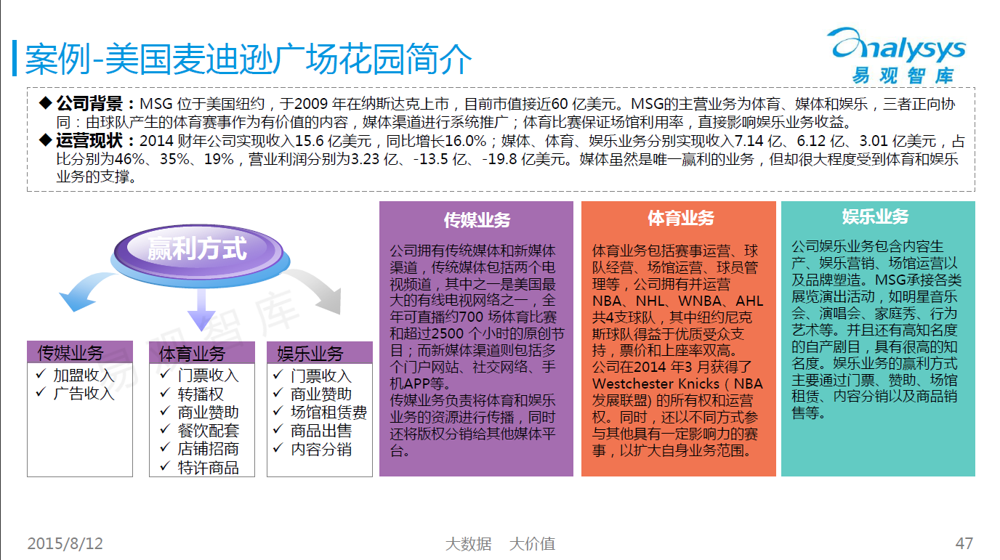 案例-美国麦迪逊广场花园简介
analysys
易观智库
◆ 公司背景：MSG 位于美国纽约，于2009 年在纳斯达克上市，目前市值接近60 亿美元。MSG的主营业务为体育、媒体和娱乐，三者正向协
同：由球队产生的体育赛事作为有价值的内容，媒体渠道进行系统推广；体育比赛保证场馆利用率，直接影响娱乐业务收益。
◆ 运营现状：2014 财年公司实现收入15.6 亿美元，同比增长16.0%；媒体、体育、娱乐业务分别实现收入7.14 亿、6.12 亿、3.01 亿美元，占
比分别为46%、35%、19%，营业利润分别为3.23 亿、-13.5 亿、-19.8 亿美元。媒体虽然是唯一赢利的业务，但却很大程度受到体育和娱乐
业务的支撑。
赢利方式
传媒业务
✓ 加盟收入
✓ 广告收入
体育业务
✓ 门票收入
✓ 转播权
✓ 商业赞助
✓ 餐饮配套
✓ 店铺招商
✓ 特许商品
娱乐业务
✓ 门票收入
✓ 商业赞助
✓ 场馆租赁费
✓ 商品出售
✓ 内容分销
易观智库
传媒业务
公司拥有传统媒体和新媒体
渠道，传统媒体包括两个电
视频道，其中之一是美国最
大的有线电视网络之一，全
年可直播约700 场体育比赛
和超过2500 个小时的原创节
目；而新媒体渠道则包括多
个门户网站、社交网络、手
机APP等。
传媒业务负责将体育和娱乐
业务的资源进行传播，同时
还将版权分销给其他媒体平
台。
体育业务
体育业务包括赛事运营、球
队经营、场馆运营、球员管
理等，公司拥有并运营
NBA、NHL、WNBA、AHL
共4支球队，其中纽约尼克
斯球队得益于优质受众支
持，票价和上座率双高。
公司在2014 年3 月获得了
Westchester Knicks（NBA
发展联盟) 的所有权和运营
权。同时，还以不同方式参
与其他具有一定影响力的赛
事，以扩大自身业务范围。
娱乐业务
公司娱乐业务包含内容生
产、娱乐营销、场馆运营以
及品牌塑造。MSG承接各类
展览演出活动，如明星音乐
会、演唱会、家庭秀、行为
艺术等。并且还有高知名度
的自产剧目，具有很高的知
名度。娱乐业务的赢利方式
主要通过门票、赞助、场馆
租赁、内容分销以及商品销
售等。
2015/8/12
大数据 大价值
47